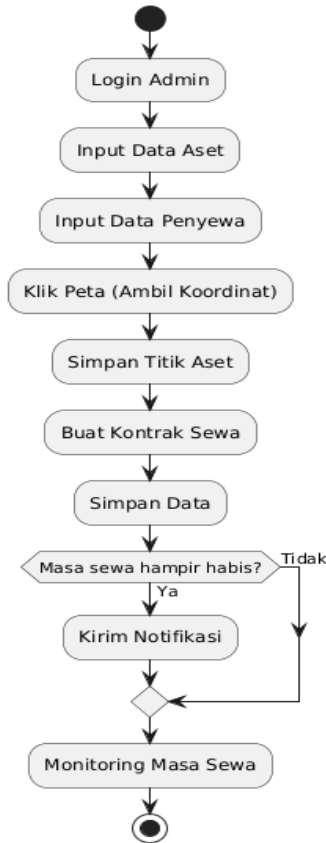 Login Admin
Input Data Aset
Input Data Penyewa
Klik Peta (Ambil Koordinat)
Simpan Titik Aset
Buat Kontrak Sewa
Simpan Data
Masa sewa hampir habis?
Tidak
Ya
Kirim Notifikasi
Monitoring Masa Sewa